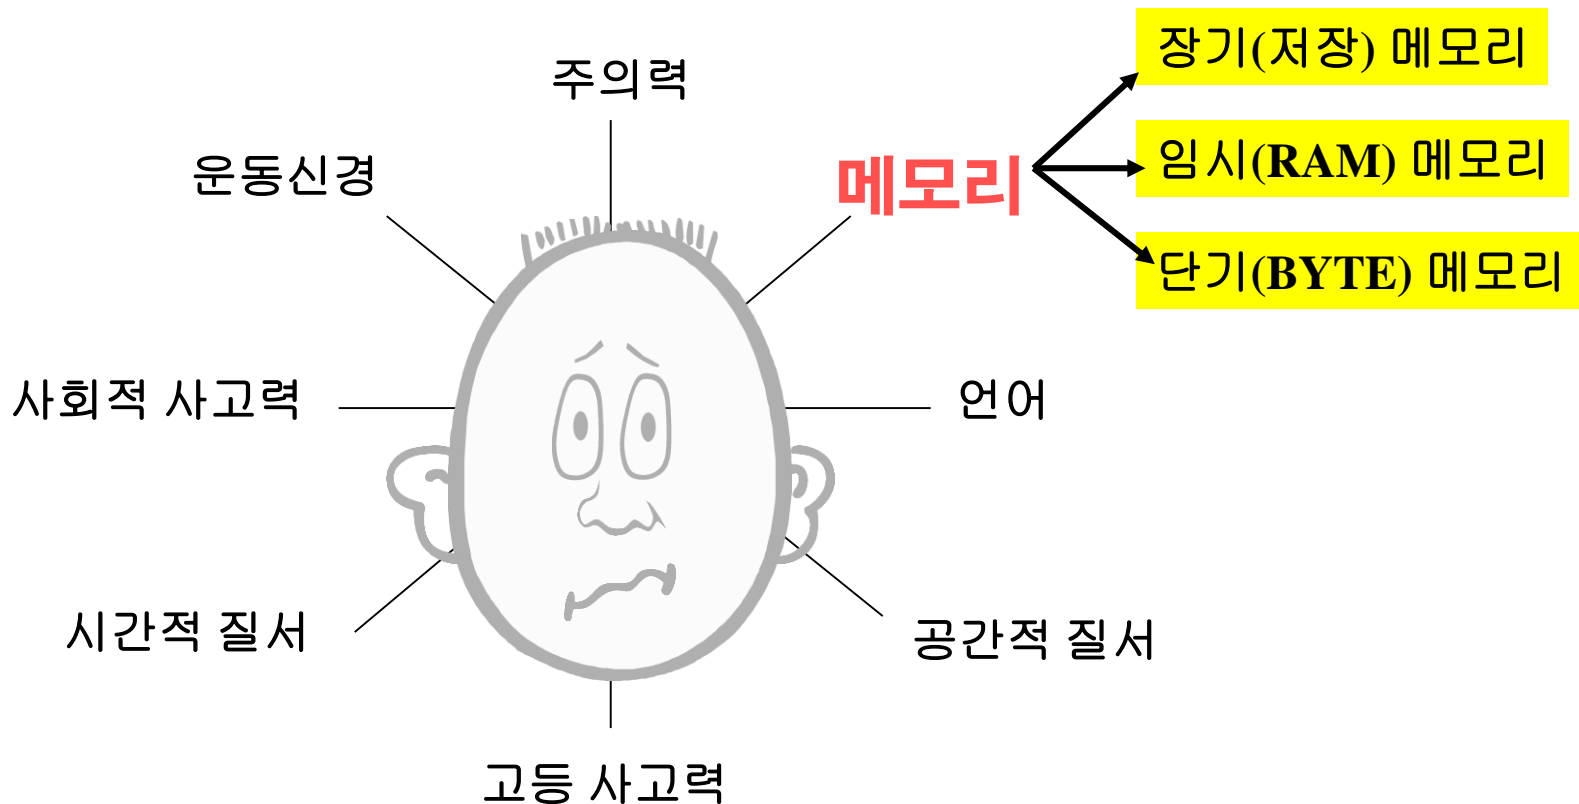 장기(저장) 메모리
주의력
임시(RAM) 메모리
운동신경
메모리
단기(BYTE) 메모리
사회적 사고력
언어
시간적 질서
공간적 질서
고등 사고력